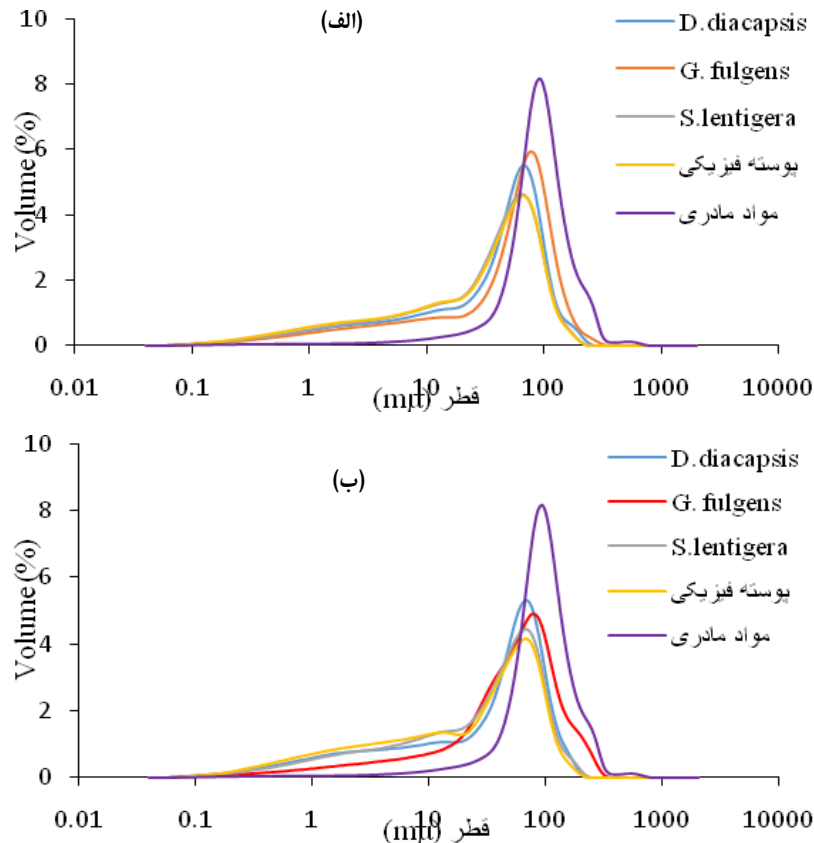 (الف)
10
8
6
4
2
0
Volume (%)
0.01 0.1 1 10 100 1000 10000
قطر (mµ)
D.diacapsis
G. fulgens
S.lentigera
پوسته فیزیکی
مواد مادری
(ب)
10
8
6
4
2
0
Volume (%)
0.01 0.1 1 10 100 1000 10000
قطر (mµ)
D.diacapsis
G. fulgens
S.lentigera
پوسته فیزیکی
مواد مادری